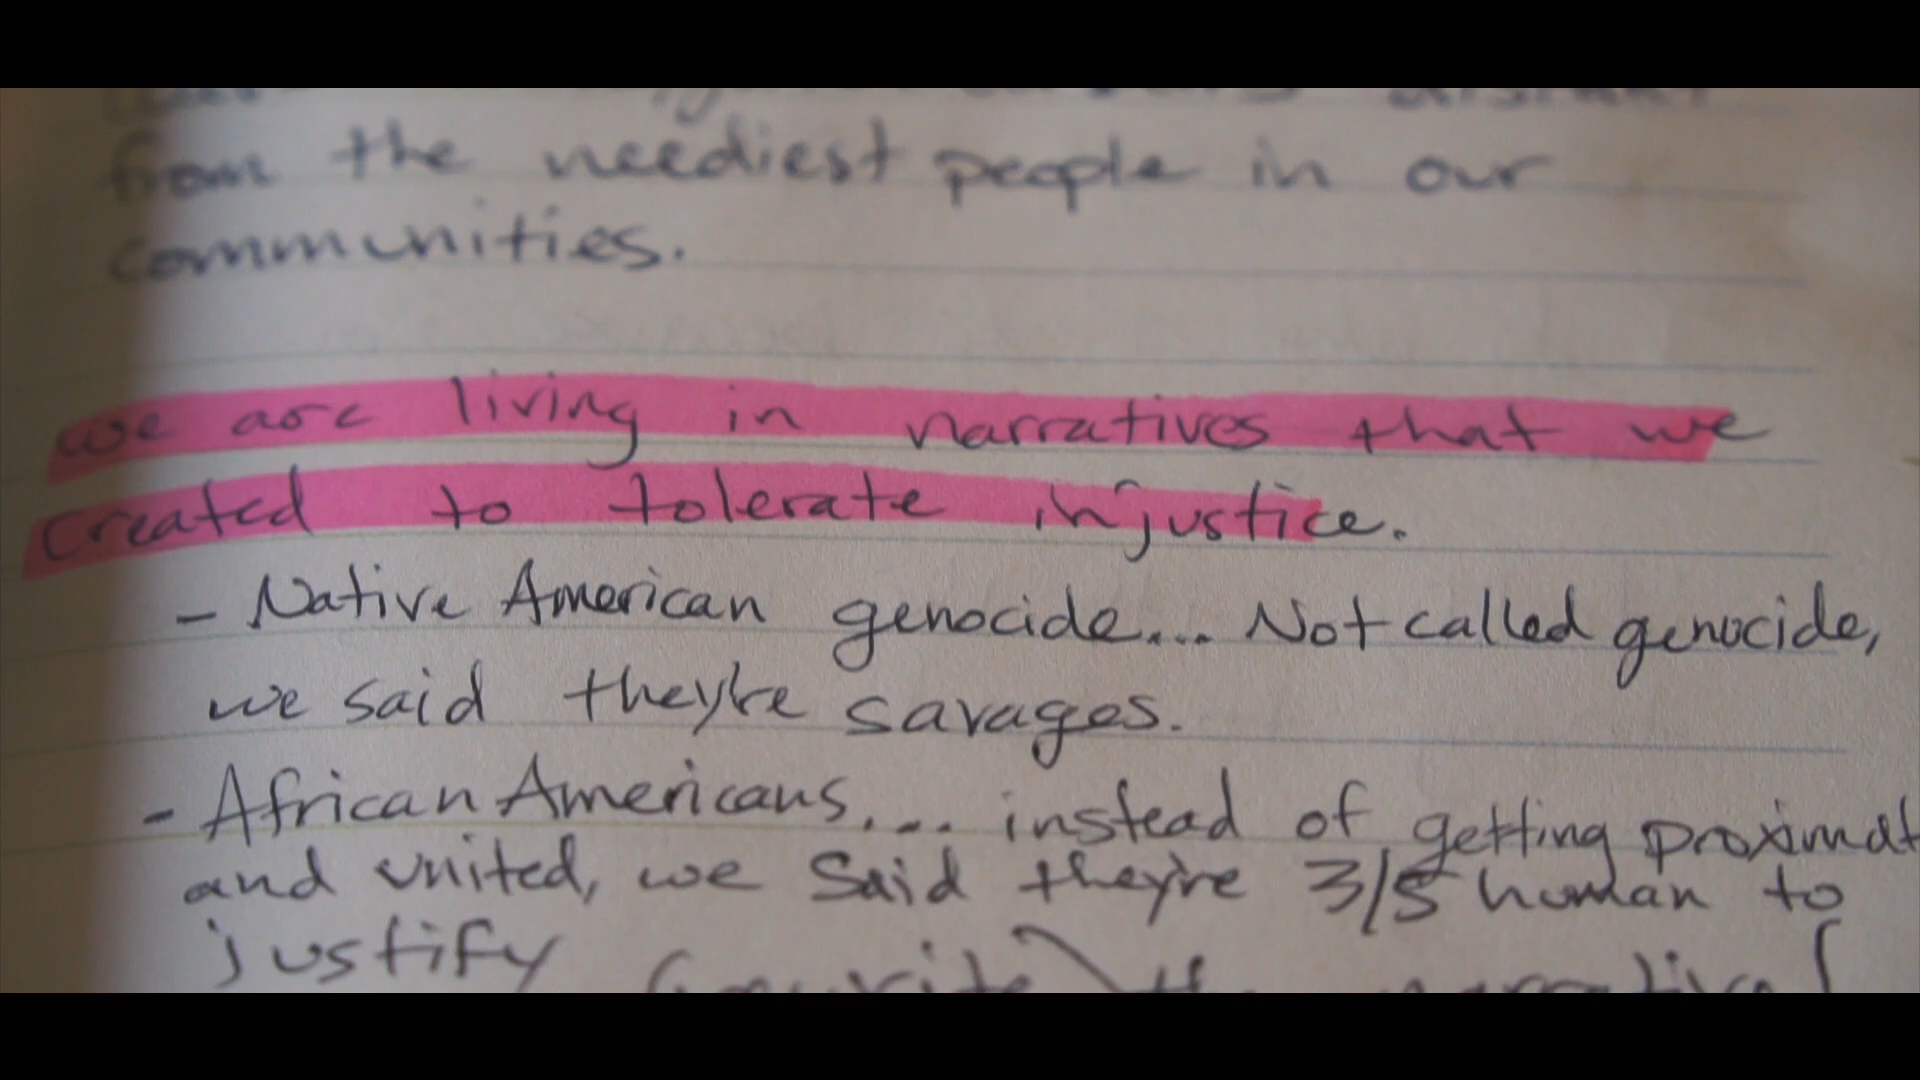 from the neediest people in our
communities.
we are living in narratives that we
created to tolerate injustice.
- Native American genocide... Not called genocide,
we said they're savages.
- African Americans... instead of getting proximat
and united, we said they're 3/5 human to
justify